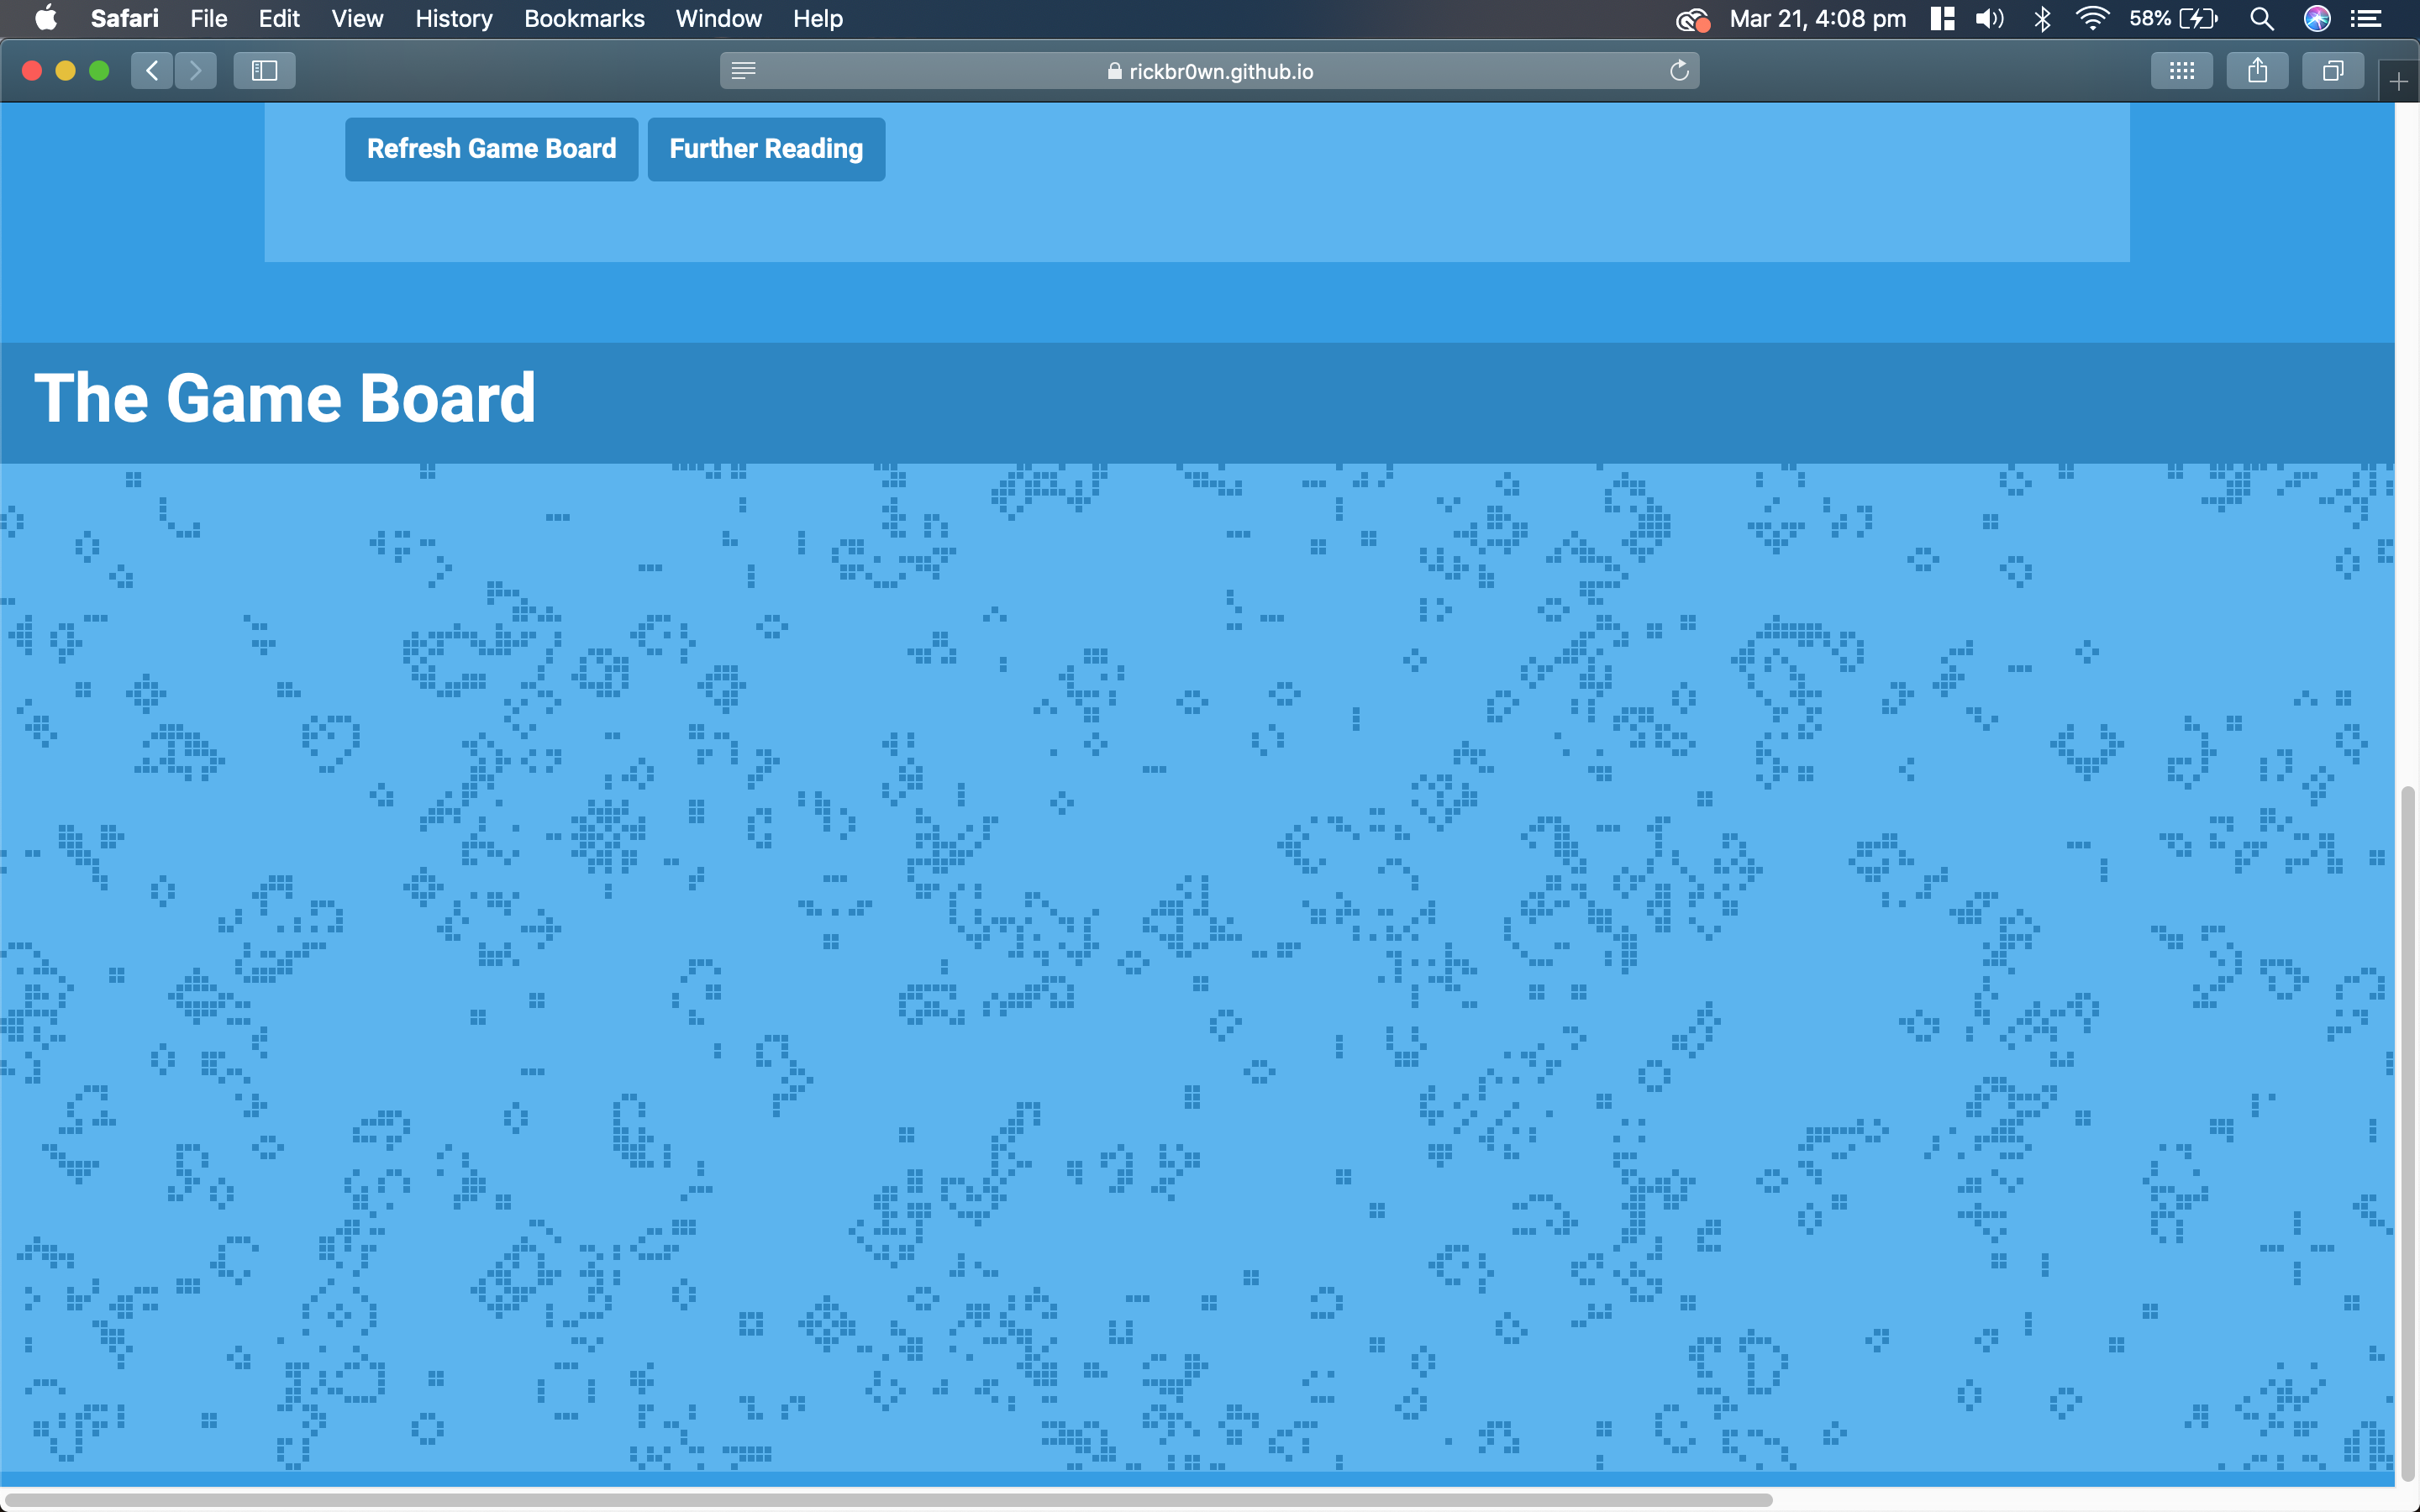 Safari File Edit View History Bookmarks Window Help Mar 21, 4:08 pm 58%
rickbr0wn.github.io
Refresh Game Board Further Reading
The Game Board